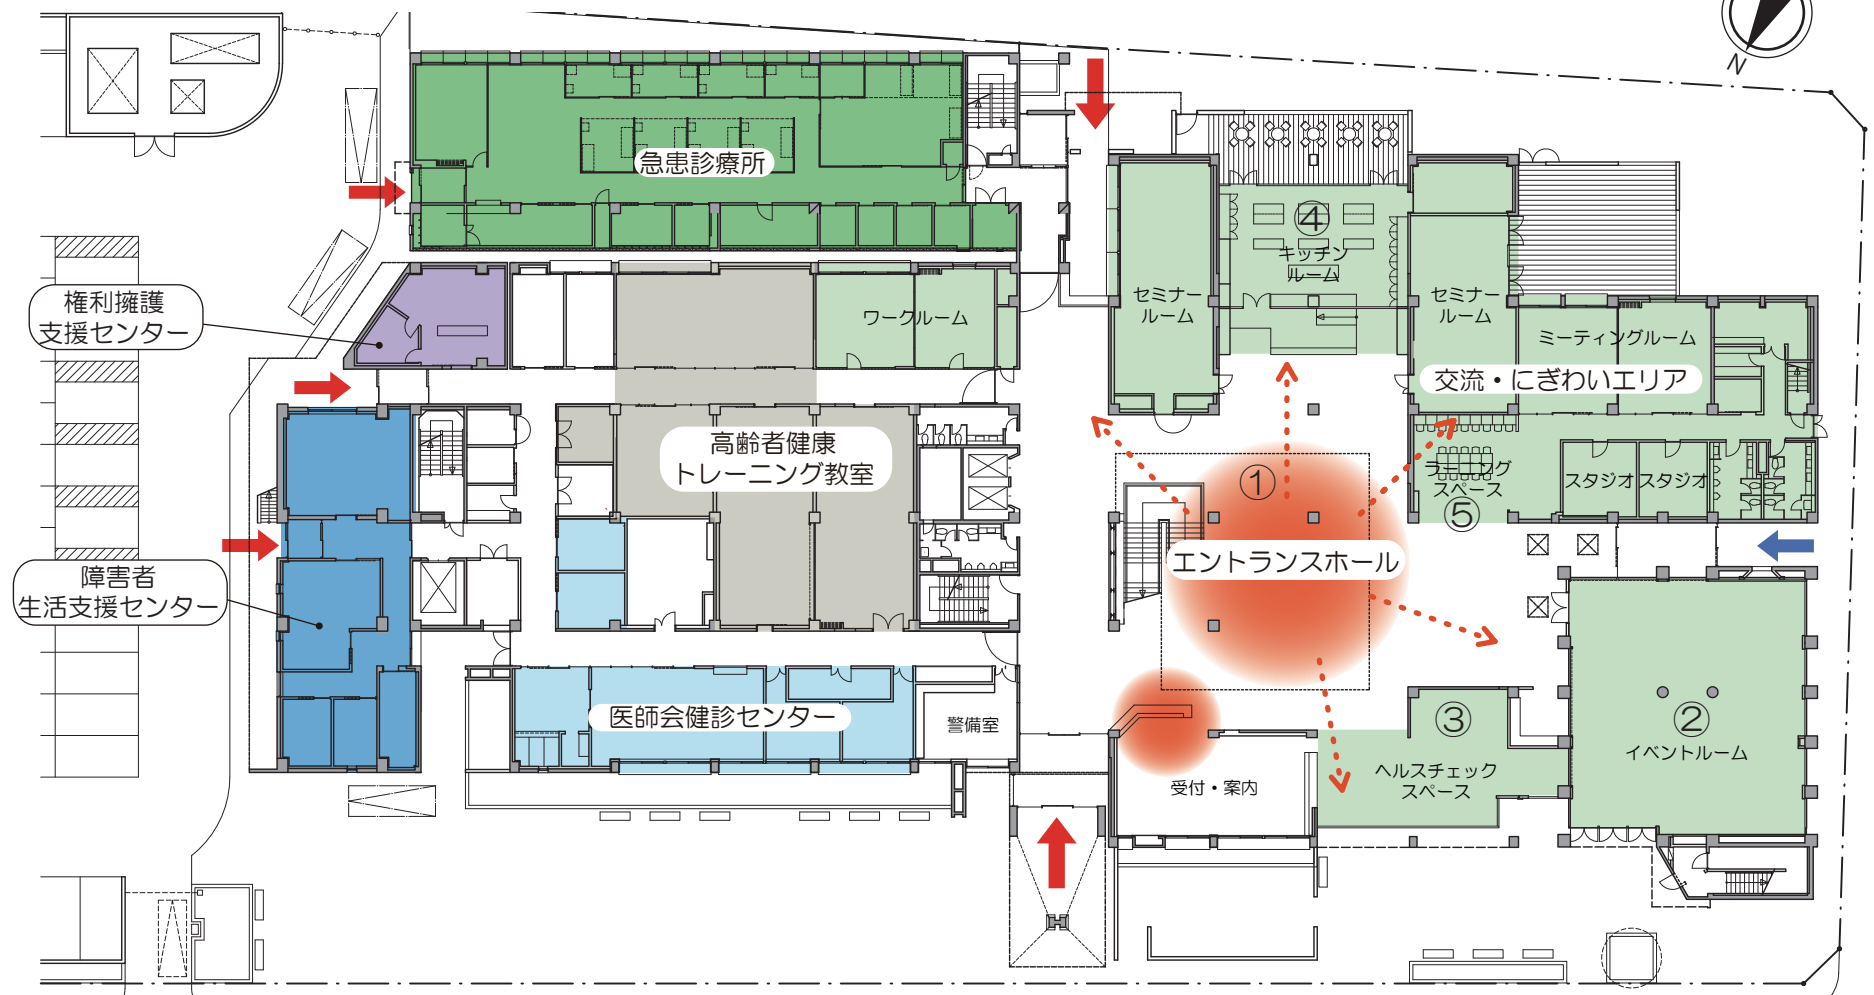 N
急患診療所
④
キッチン
ルーム
権利擁護
支援センター
ワークルーム
セミナー
ルーム
セミナー
ルーム
ミーティングルーム
交流・にぎわいエリア
高齢者健康
トレーニング教室
①
ラーニング
スペース
⑤
スタジオ
スタジオ
エントランスホール
障害者
生活支援センター
医師会健診センター
警備室
受付・案内
③
ヘルスチェック
スペース
②
イベントルーム